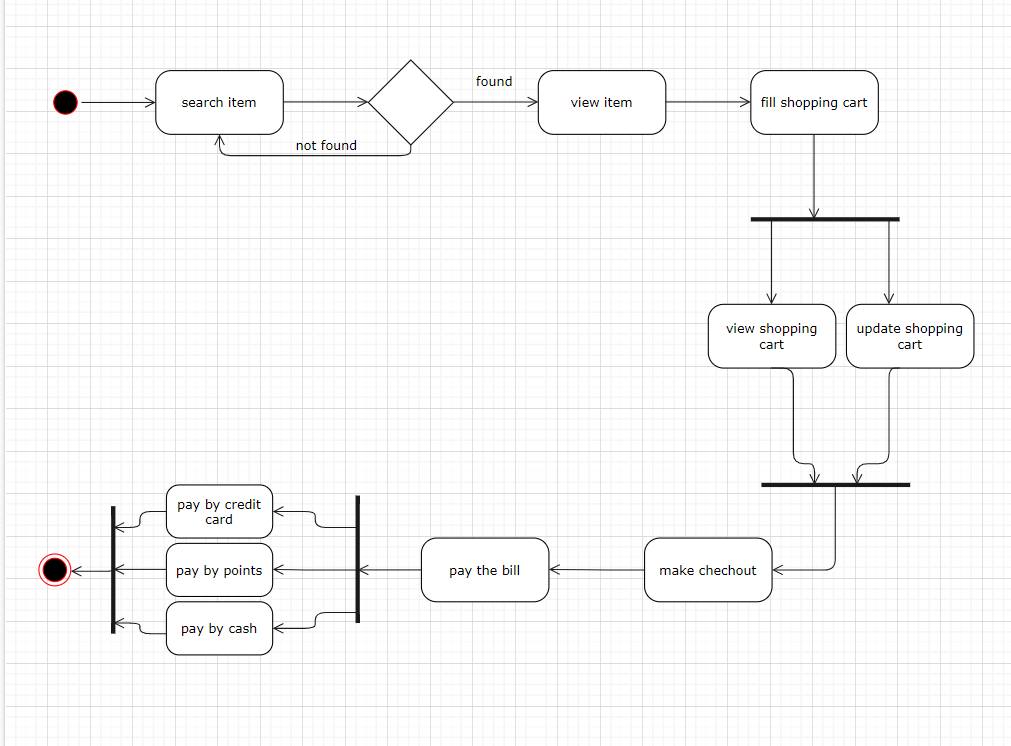 search item
found
not found
view item
fill shopping cart
view shopping
cart
update shopping
cart
make chechout
pay the bill
pay by credit
card
pay by points
pay by cash